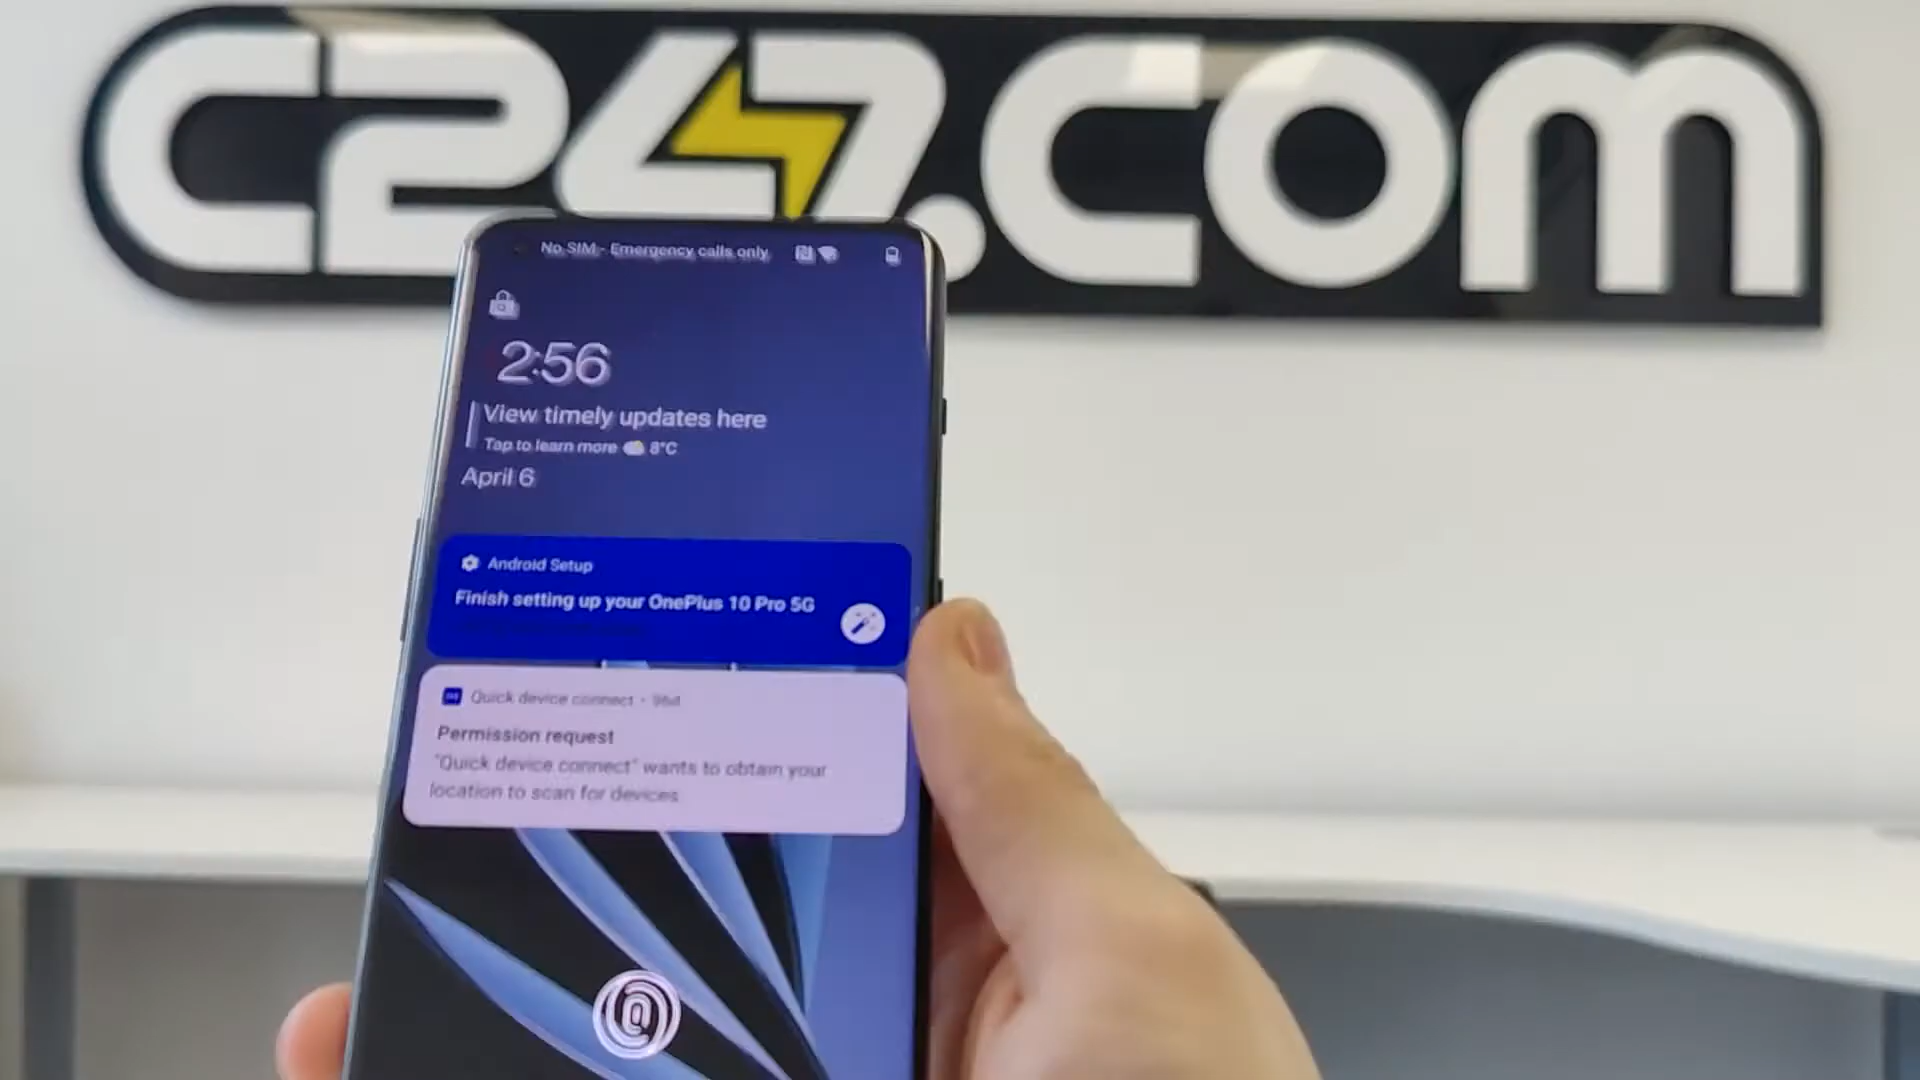 C247.COM
No SIM - Emergency calls only
2:56
View timely updates here
Tap to learn more 8°C
April 6
Android Setup
Finish setting up your OnePlus 10 Pro 5G
Quick device connect • 96d
Permission request
"Quick device connect" wants to obtain your
location to scan for devices